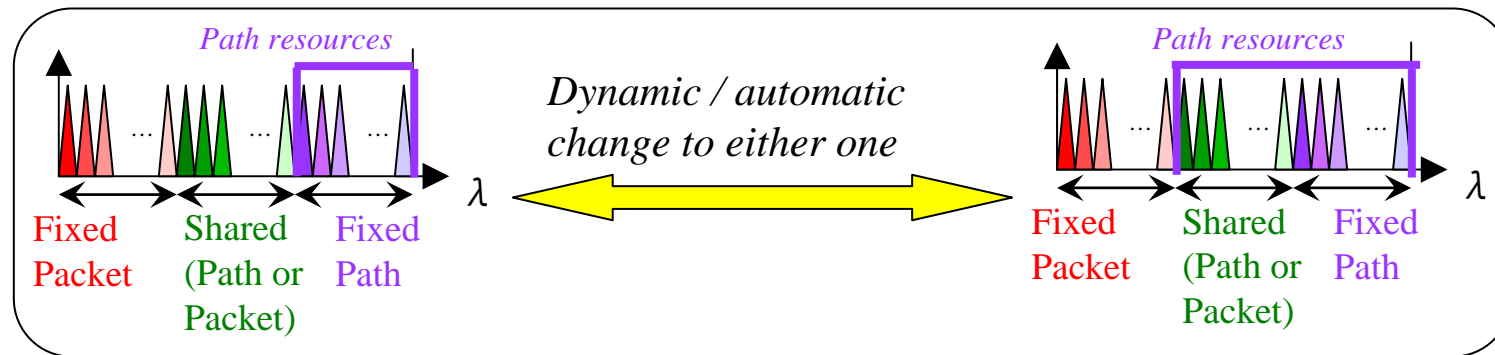 Path resources
... ... ...
λ
Fixed
Packet
Shared
(Path or
Packet)
Fixed
Path
Dynamic / automatic
change to either one
Path resources
... ... ...
λ
Fixed
Packet
Shared
(Path or
Packet)
Fixed
Path